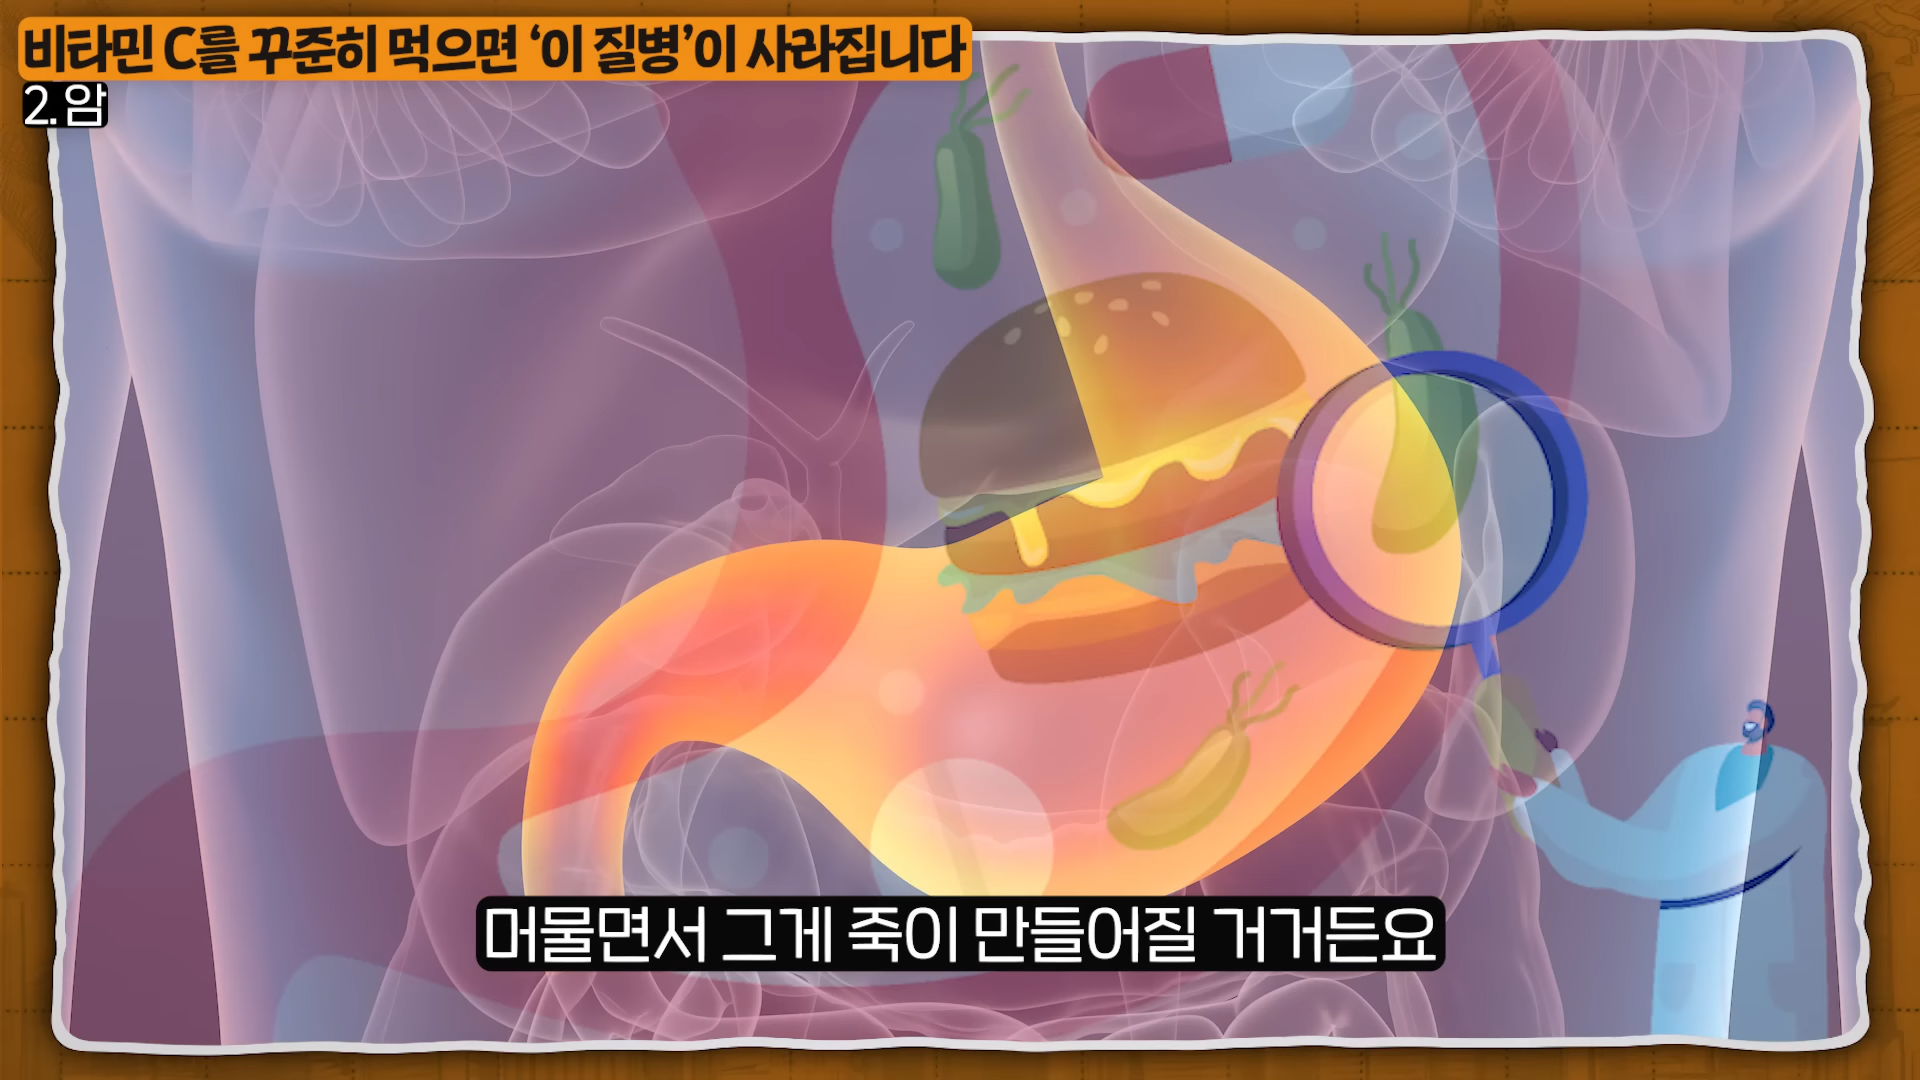 비타민 C를 꾸준히 먹으면 ‘이 질병’이 사라집니다
2. 암
머물면서 그게 죽이 만들어질 거거든요